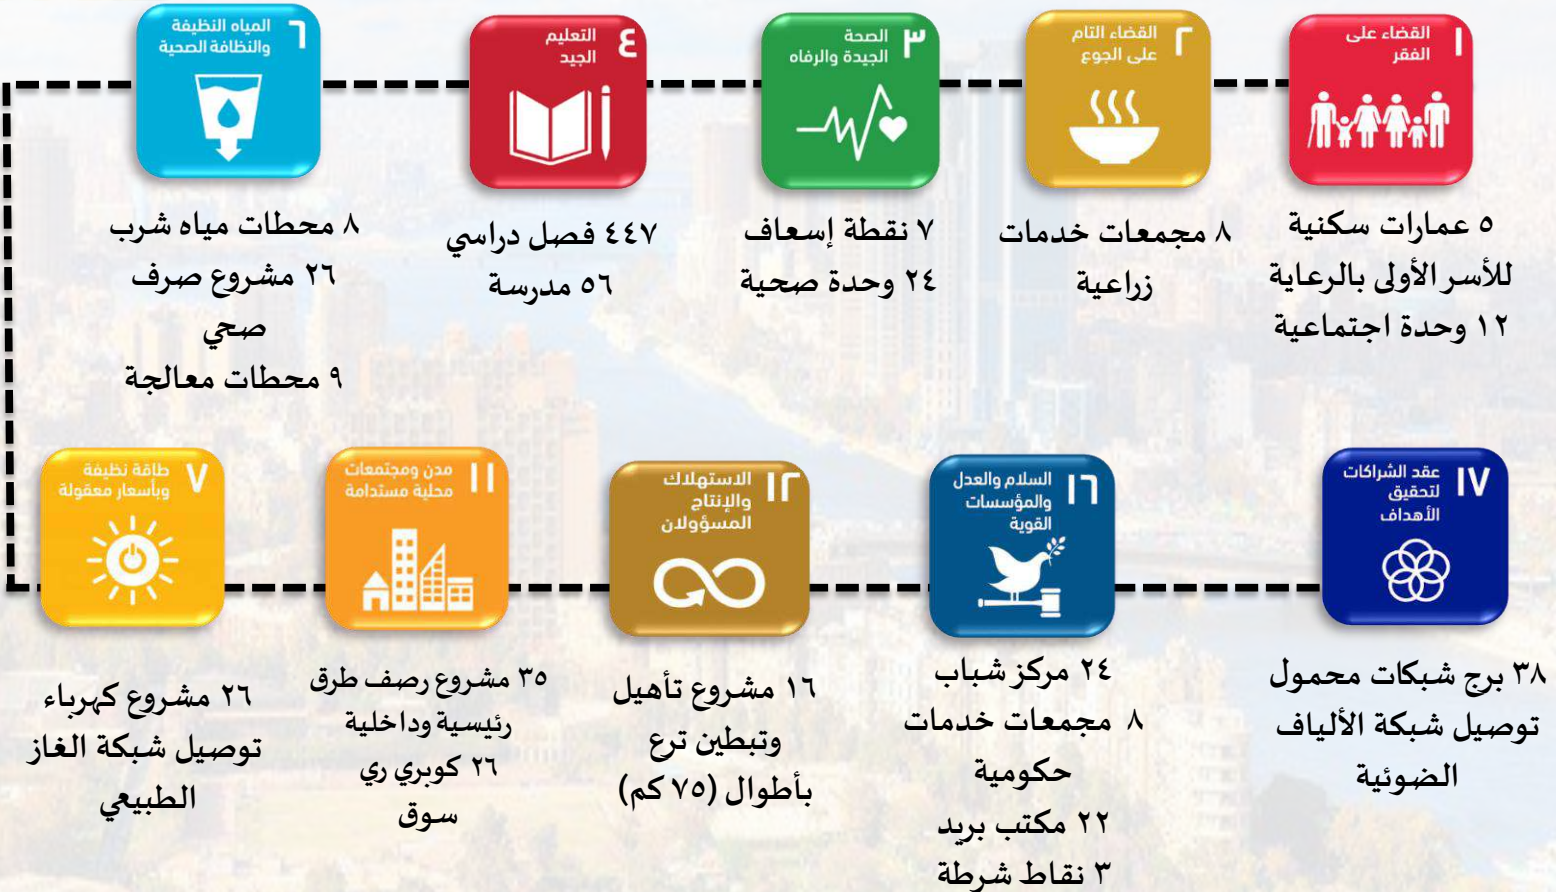 ١ القضاء على
الفقر
٥ عمارات سكنية
للأسر الأولى بالرعاية
١٢ وحدة اجتماعية
٢ القضاء التام
على الجوع
٨ مجمعات خدمات
زراعية
٣ الصحة
الجيدة والرفاه
٧ نقطة إسعاف
٢٤ وحدة صحية
٤ التعليم
الجيد
٤٤٧ فصل دراسي
٥٦ مدرسة
٦ المياه النظيفة
والنظافة الصحية
٨ محطات مياه شرب
٢٦ مشروع صرف
صحي
٩ محطات معالجة
٧ طاقة نظيفة
وبأسعار معقولة
٢٦ مشروع كهرباء
توصيل شبكة الغاز
الطبيعي
١١ مدن ومجتمعات
محلية مستدامة
٣٥ مشروع رصف طرق
رئيسية وداخلية
٢٦ كوبري ري
سوق
١٢ الاستهلاك
والإنتاج
المسؤولان
١٦ مشروع تأهيل
وتبطين ترع
بأطوال (٧٥ كم)
١٦ السلام والعدل
والمؤسسات
القوية
٢٤ مركز شباب
٨ مجمعات خدمات
حكومية
٢٢ مكتب بريد
٣ نقاط شرطة
١٧ عقد الشراكات
لتحقيق
الأهداف
٣٨ برج شبكات محمول
توصيل شبكة الألياف
الضوئية